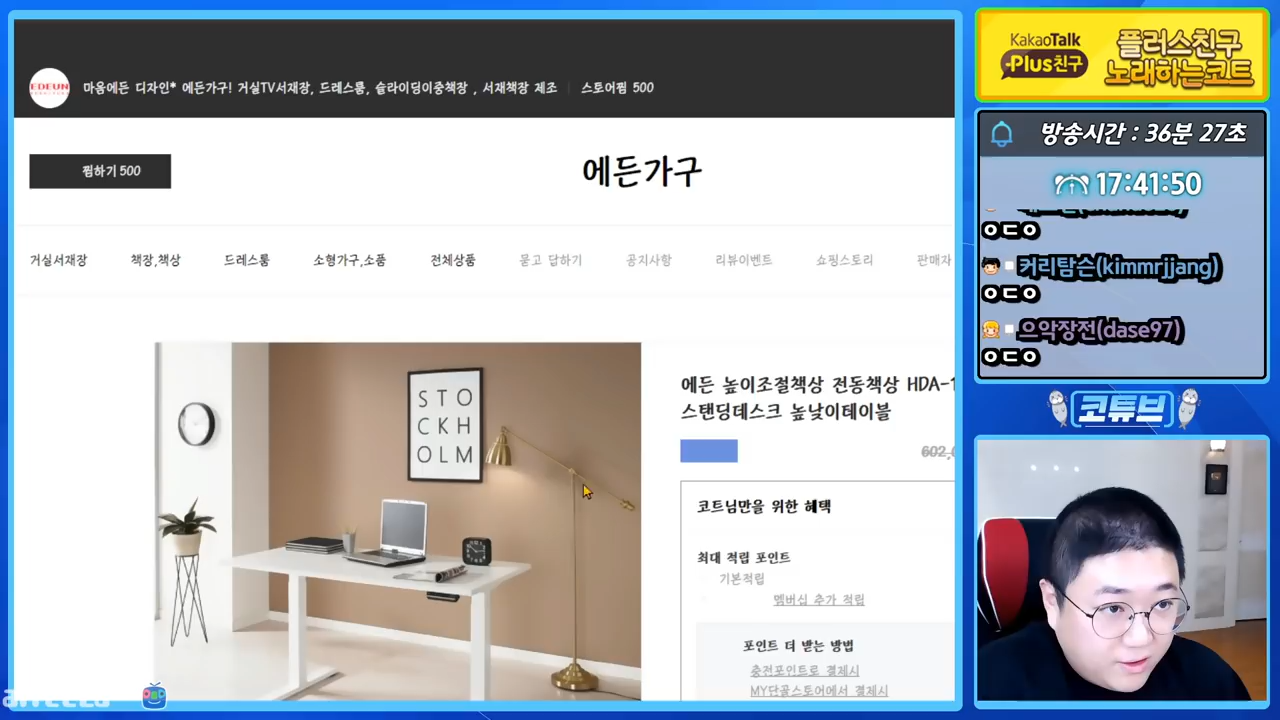 EDEUN
마음에든 디자인* 에든가구! 거실TV서재장, 드레스룸, 슬라이딩이중책장 , 서재책장 제조
스토어찜 500
찜하기 500
에든가구
거실서재장
책장,책상
드레스룸
소형가구,소품
전체상품
묻고 답하기
공지사항
리뷰이벤트
쇼핑스토리
판매자
STO
CKH
OLM
에든 높이조절책상 전동책상
스탠딩데스크 높낮이테이블
코트님만을 위한 혜택
최대 적립 포인트
기본적립
멤버십 추가 적립
포인트 더 받는 방법
충전포인트로 결제시
MY단골스토어에서 결제시
KakaoTalk
Plus친구
플러스친구
노래하는코트
방송시간 : 36분 27초
17:41:50
ㅇㄷㅇ
커리탐슨(kimmrjjang)
ㅇㄷㅇ
으악장전(dase97)
ㅇㄷㅇ
코튜브